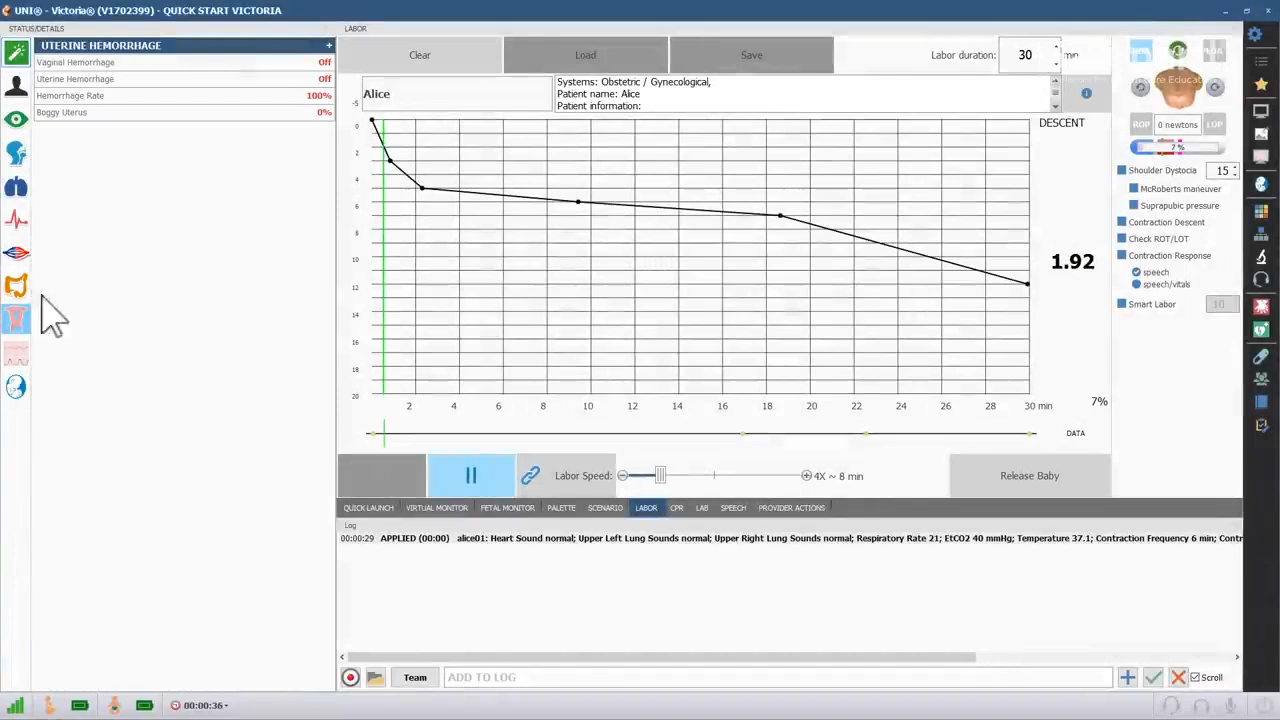 UNI® - Victoria® (V1702399) - QUICK START VICTORIA
STATUS/DETAILS
LABOR
UTERINE HEMORRHAGE +
Vaginal Hemorrhage Off
Uterine Hemorrhage Off
Hemorrhage Rate 100%
Boggy Uterus 0%
Clear
Load
Save
Labor duration: 30
Alice
Systems: Obstetric / Gynecological,
Patient name: Alice
Patient information:
DESCENT
-5
0
2
4
6
8
10
12
14
16
18
20
1.92
2 4 6 8 10 12 14 16 18 20 22 24 26 28 30 min
7%
DATA
Labor Speed: 4X ~ 8 min
Release Baby
ROP 0 newtons LOP
7 %
Shoulder Dystocia 15
McRoberts maneuver
Suprapubic pressure
Contraction Descent
Check ROT/LOT
Contraction Response
speech
speech/vitals
Smart Labor 10
QUICK LAUNCH VIRTUAL MONITOR FETAL MONITOR PALETTE SCENARIO LABOR CPR LAB SPEECH PROVIDER ACTIONS
Log
00:00:29 APPLIED (00:00) alice01: Heart Sound normal; Upper Left Lung Sounds normal; Upper Right Lung Sounds normal; Respiratory Rate 21; EtCO2 40 mmHg; Temperature 37.1; Contraction Frequency 6 min; Contr
Team
ADD TO LOG
Scroll
00:00:36